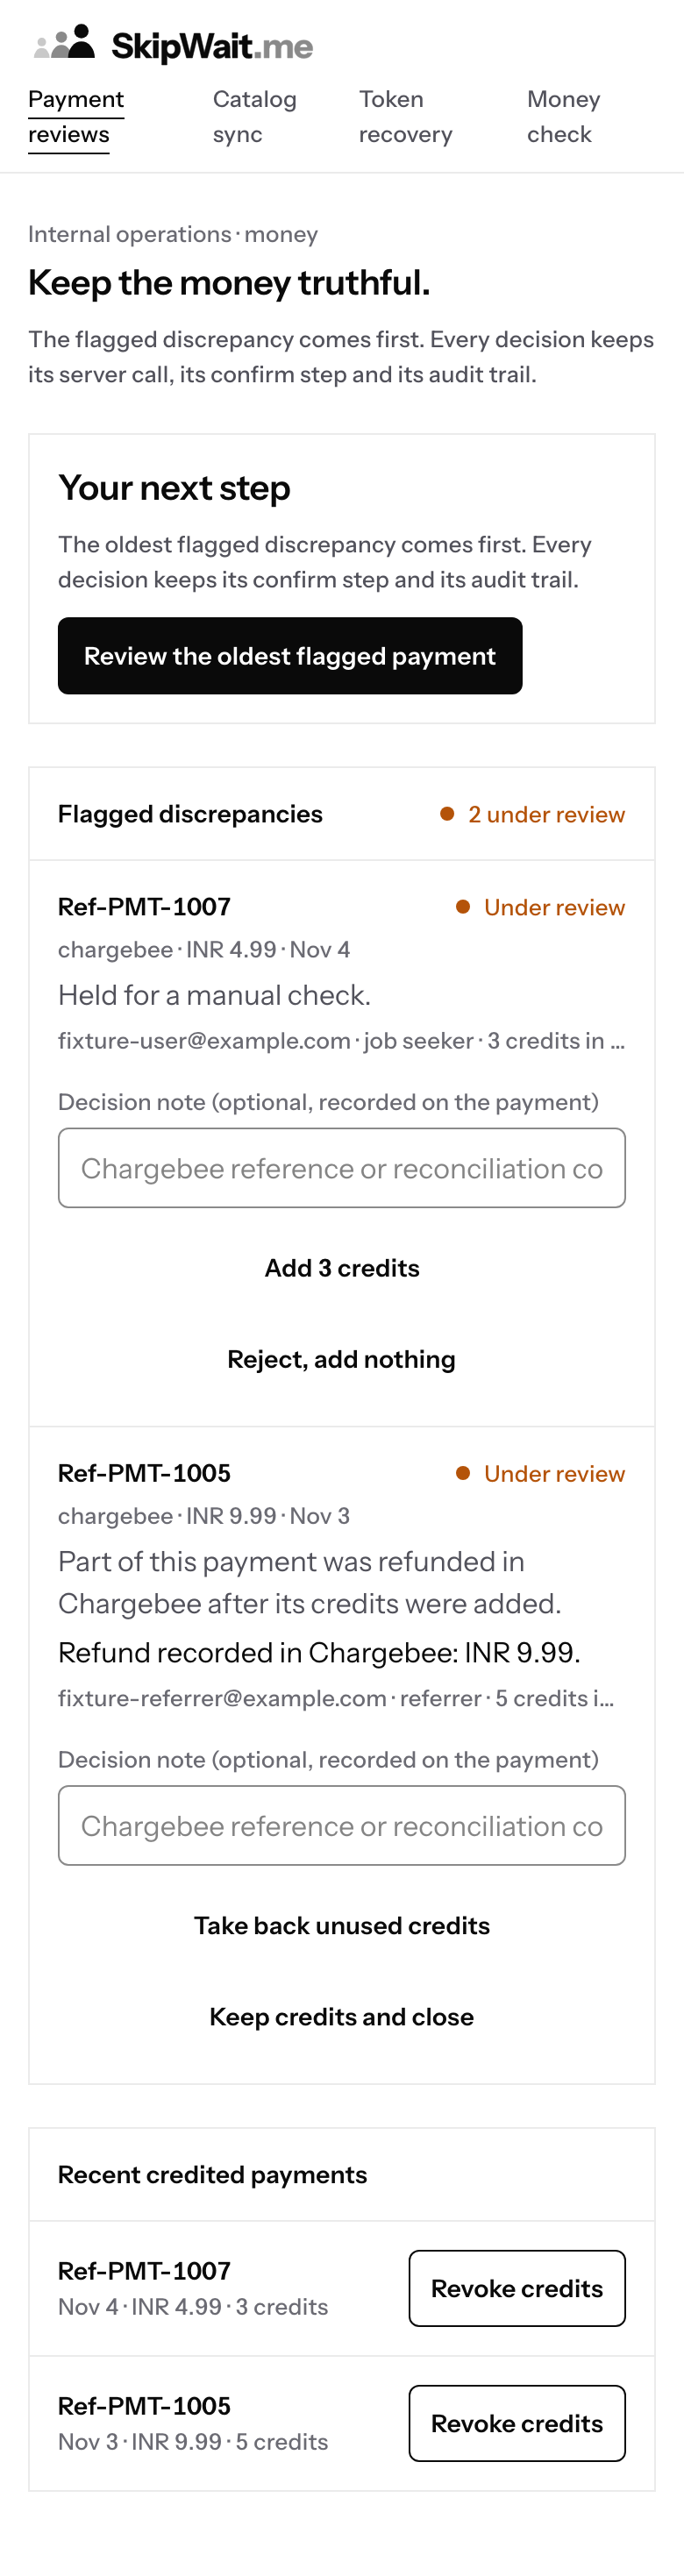 SkipWait.me
Payment reviews
Catalog sync
Token recovery
Money check
Internal operations · money
Keep the money truthful.
The flagged discrepancy comes first. Every decision keeps
its server call, its confirm step and its audit trail.
Your next step
The oldest flagged discrepancy comes first. Every
decision keeps its confirm step and its audit trail.
Review the oldest flagged payment
Flagged discrepancies
2 under review
Ref-PMT-1007
Under review
chargebee · INR 4.99 · Nov 4
Held for a manual check.
fixture-user@example.com · job seeker · 3 credits in ...
Decision note (optional, recorded on the payment)
Chargebee reference or reconciliation co
Add 3 credits
Reject, add nothing
Ref-PMT-1005
Under review
chargebee · INR 9.99 · Nov 3
Part of this payment was refunded in
Chargebee after its credits were added.
Refund recorded in Chargebee: INR 9.99.
fixture-referrer@example.com · referrer · 5 credits i...
Decision note (optional, recorded on the payment)
Chargebee reference or reconciliation co
Take back unused credits
Keep credits and close
Recent credited payments
Ref-PMT-1007
Nov 4 · INR 4.99 · 3 credits
Revoke credits
Ref-PMT-1005
Nov 3 · INR 9.99 · 5 credits
Revoke credits